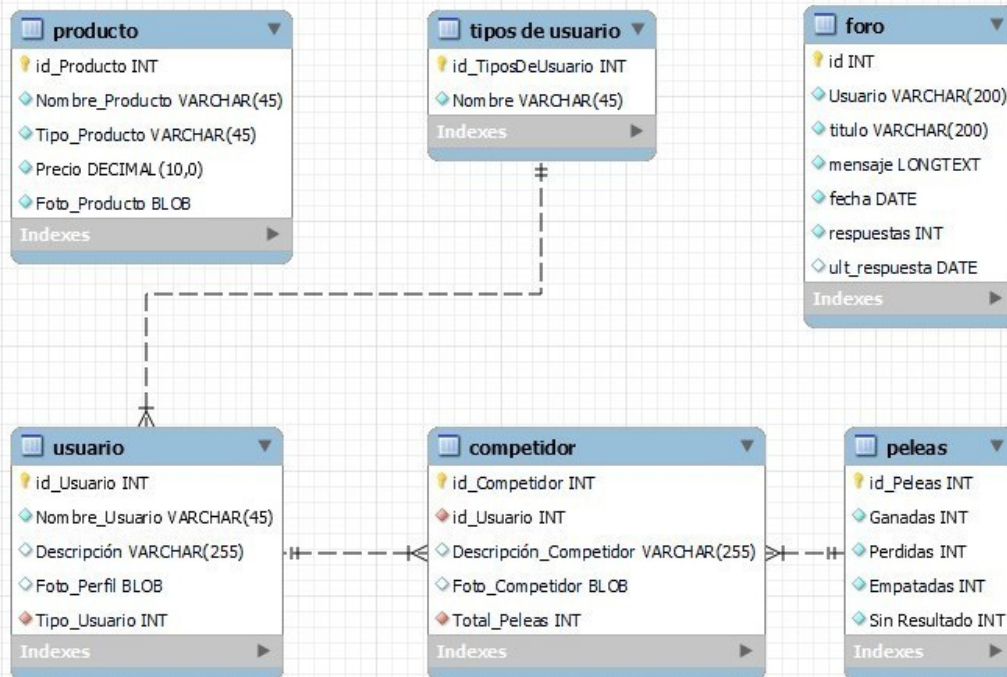 producto
id_Producto INT
Nombre_Producto VARCHAR(45)
Tipo_Producto VARCHAR(45)
Precio DECIMAL(10,0)
Foto_Producto BLOB
Indexes
tipos de usuario
id_TiposDeUsuario INT
Nombre VARCHAR(45)
Indexes
foro
id INT
Usuario VARCHAR(200)
titulo VARCHAR(200)
mensaje LONGTEXT
fecha DATE
respuestas INT
ult_respuesta DATE
Indexes
usuario
id_Usuario INT
Nombre_Usuario VARCHAR(45)
Descripción VARCHAR(255)
Foto_Perfil BLOB
Tipo_Usuario INT
Indexes
competidor
id_Competidor INT
id_Usuario INT
Descripción_Competidor VARCHAR(255)
Foto_Competidor BLOB
Total_Peleas INT
Indexes
peleas
id_Peleas INT
Ganadas INT
Perdidas INT
Empatadas INT
Sin Resultado INT
Indexes